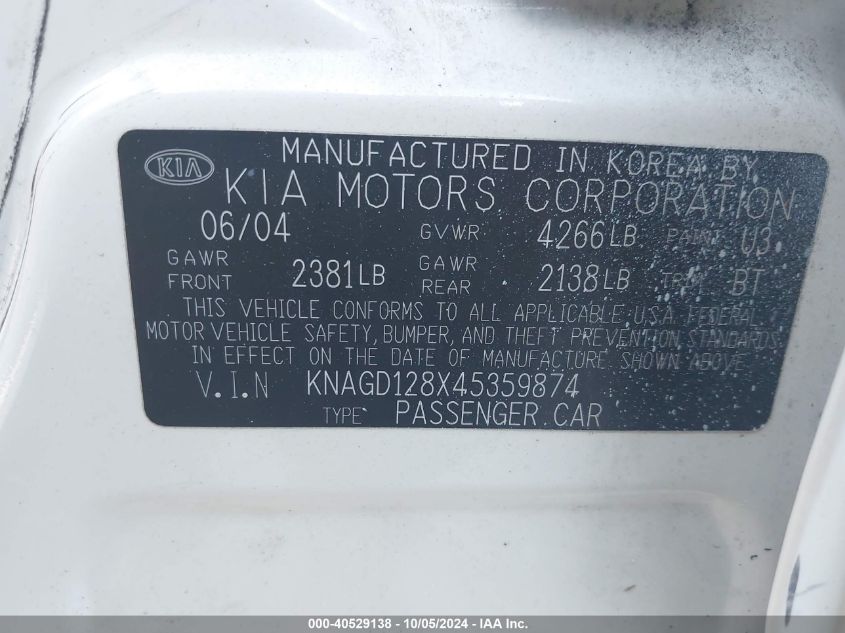 MANUFACTURED IN KOREA BY
KIA
KIA MOTORS CORPORATION
06/04 GVWR 4266LB PAINT U3
GAWR FRONT 2381LB GAWR REAR 2138LB TRIM BT
THIS VEHICLE CONFORMS TO ALL APPLICABLE U.S.A. FEDERAL
MOTOR VEHICLE SAFETY, BUMPER, AND THEFT PREVENTION STANDARDS
IN EFFECT ON THE DATE OF MANUFACTURE SHOWN ABOVE
V.I.N KNAGD128X45359874
TYPE PASSENGER CAR
000-40529138 - 10/05/2024 - IAA Inc.